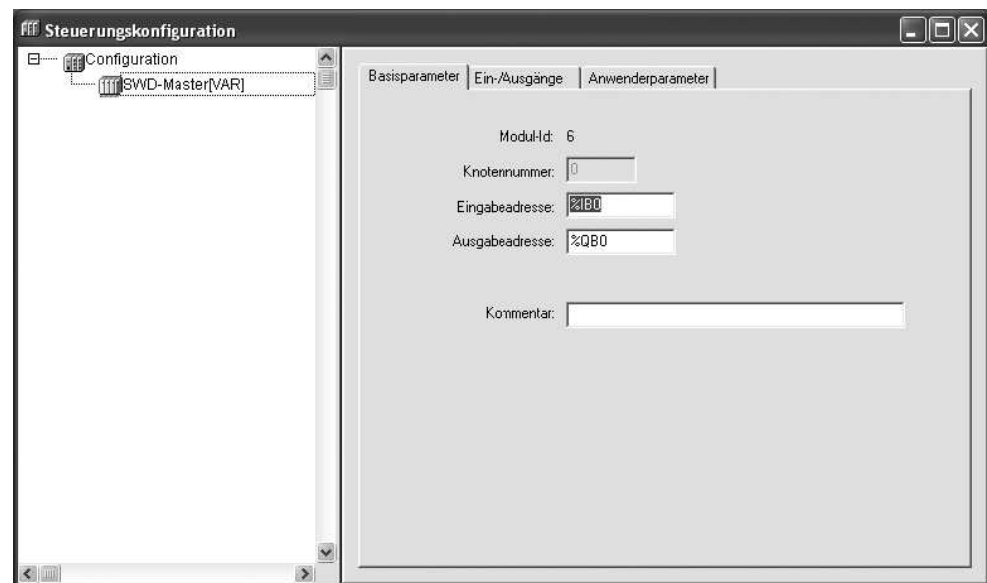 Steuerungskonfiguration
Configuration
SWD-Master[VAR]
Basisparameter
Ein-/Ausgänge
Anwenderparameter
Modul-Id: 6
Knotennummer: 0
Eingabeadresse: %IB0
Ausgabeadresse: %QB0
Kommentar: